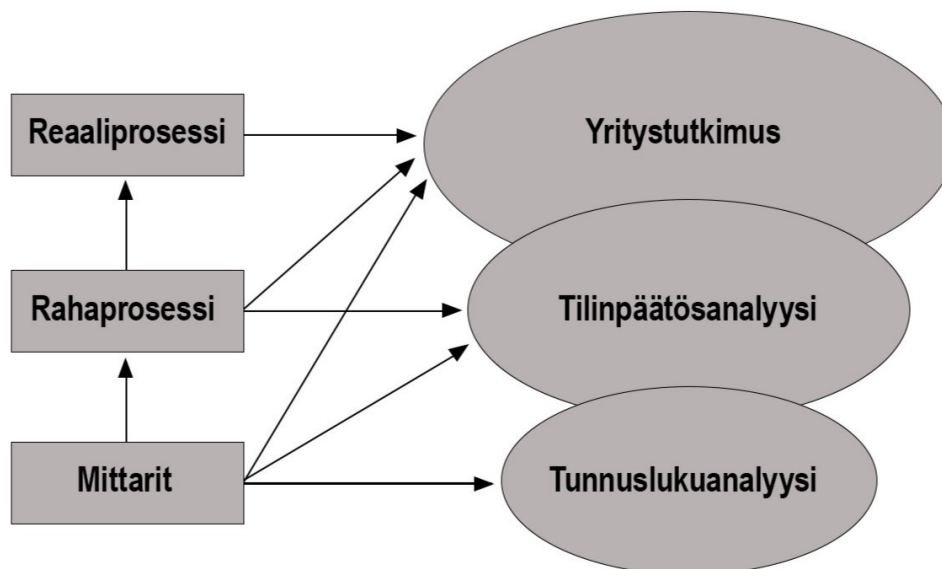 Reaaliprosessi
Yritystutkimus
Rahaprosessi
Tilinpäätösanalyysi
Mittarit
Tunnuslukuanalyysi